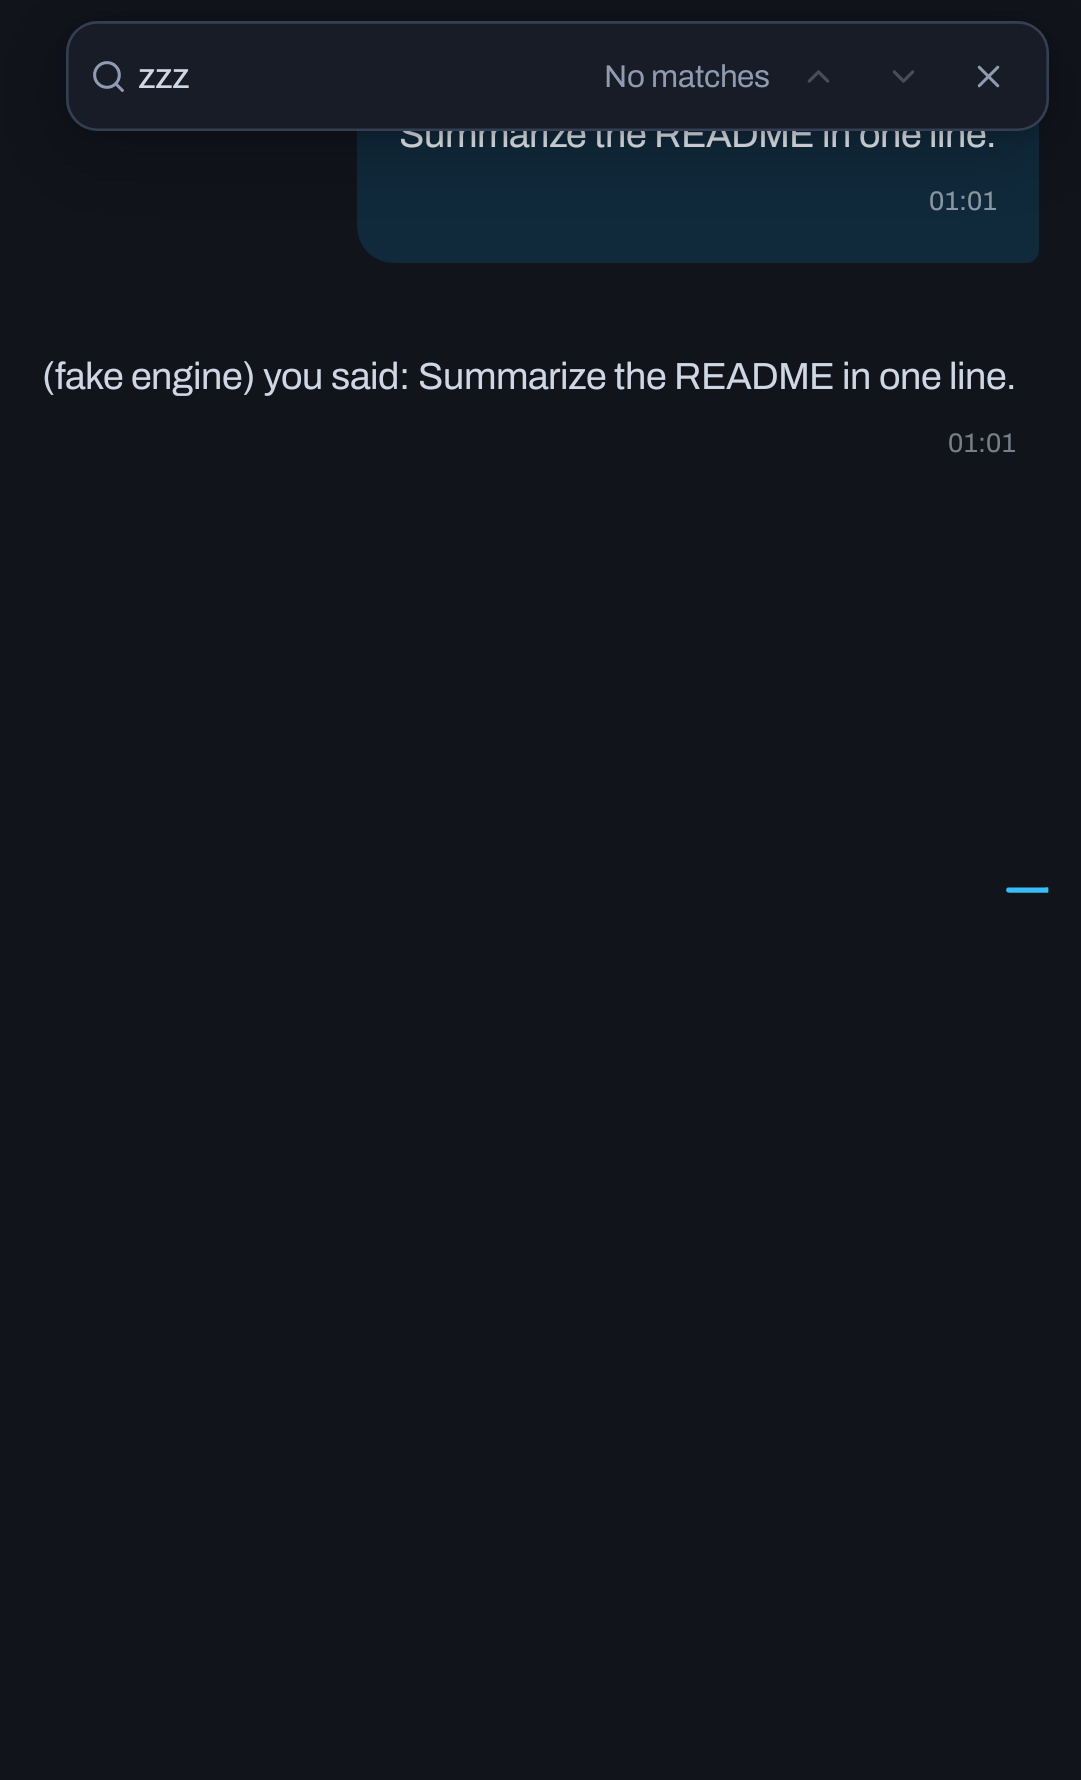 zzz
No matches
Summarize the README in one line.
01:01
(fake engine) you said: Summarize the README in one line.
01:01